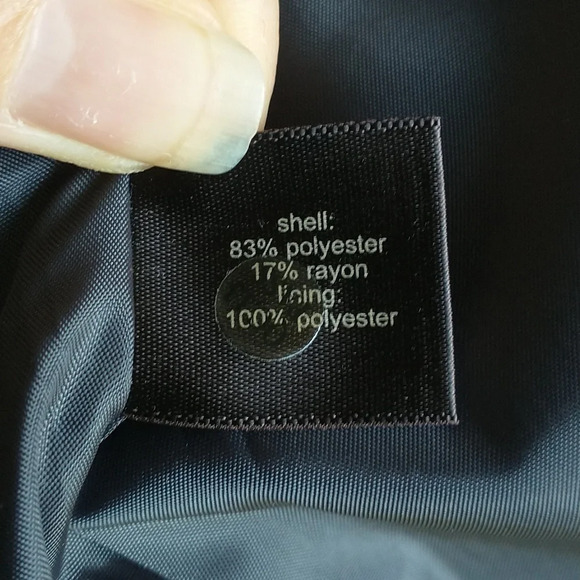 shell:
83% polyester
17% rayon
lining:
100% polyester